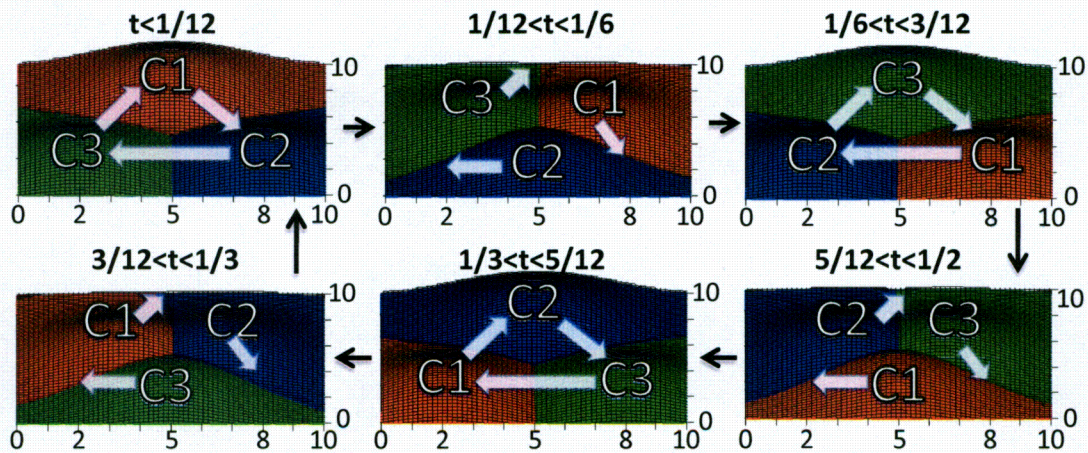 t<1/12 1/12<t<1/6 1/6<t<3/12
C1 C3 C1 C3
C3 C2 C2 C2 C1
10 10 10
0 0 0
0 2 5 8 10 0 2 5 8 10 0 2 5 8 10
3/12<t<1/3 1/3<t<5/12 5/12<t<1/2
C1 C2 C2 C2 C3
C3 C1 C3 C1
10 10 10
0 0 0
0 2 5 8 10 0 2 5 8 10 0 2 5 8 10